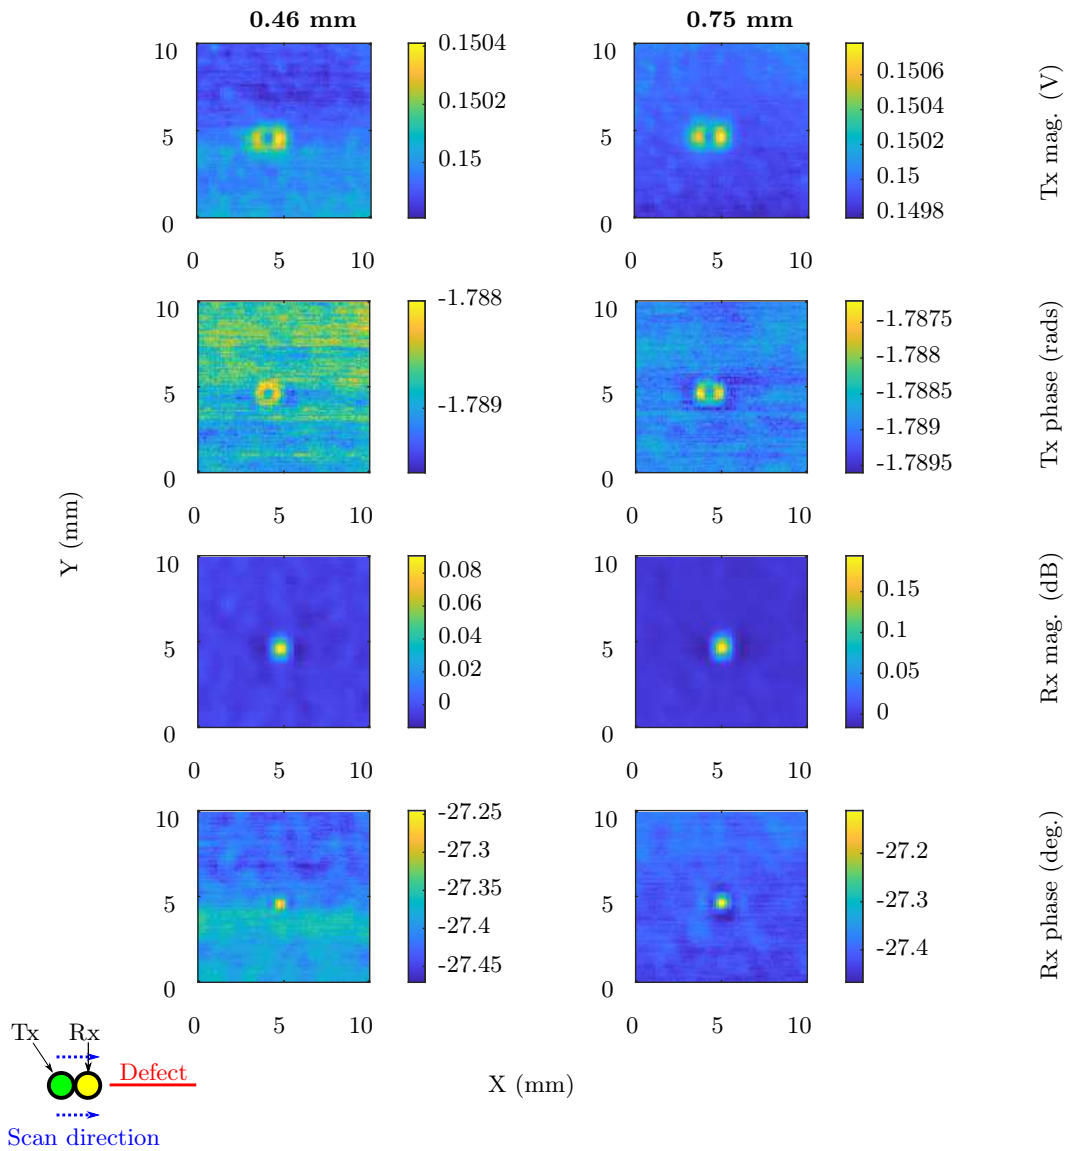 0.46 mm
0.75 mm
10
5
0
0 5 10
0.1504
0.1502
0.15
10
5
0
0 5 10
0.1506
0.1504
0.1502
0.15
0.1498
Tx mag. (V)
10
5
0
0 5 10
-1.788
-1.789
10
5
0
0 5 10
-1.7875
-1.788
-1.7885
-1.789
-1.7895
Tx phase (rads)
Y (mm)
10
5
0
0 5 10
0.08
0.06
0.04
0.02
0
10
5
0
0 5 10
0.15
0.1
0.05
0
Rx mag. (dB)
10
5
0
0 5 10
-27.25
-27.3
-27.35
-27.4
-27.45
10
5
0
0 5 10
-27.2
-27.3
-27.4
Rx phase (deg.)
X (mm)
Tx Rx
Defect
Scan direction